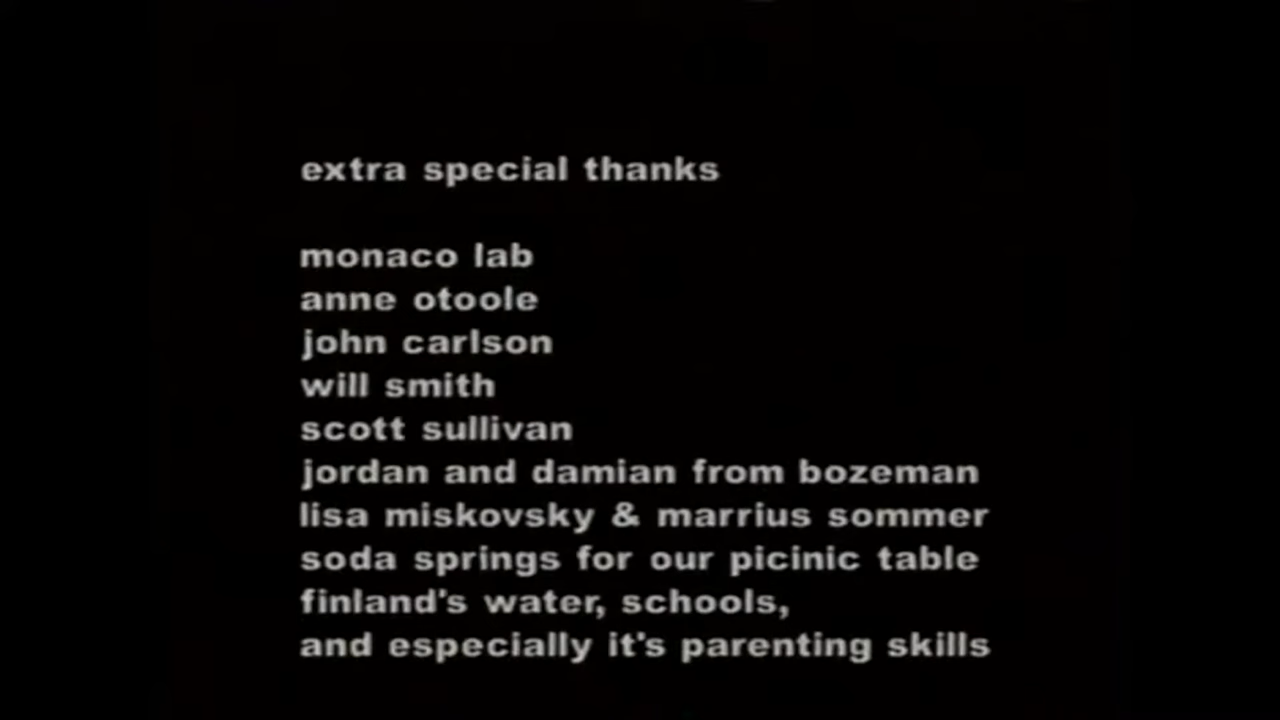 extra special thanks
monaco lab
anne otoole
john carlson
will smith
scott sullivan
jordan and damian from bozeman
lisa miskovsky & marrius sommer
soda springs for our picinic table
finland's water, schools,
and especially it's parenting skills